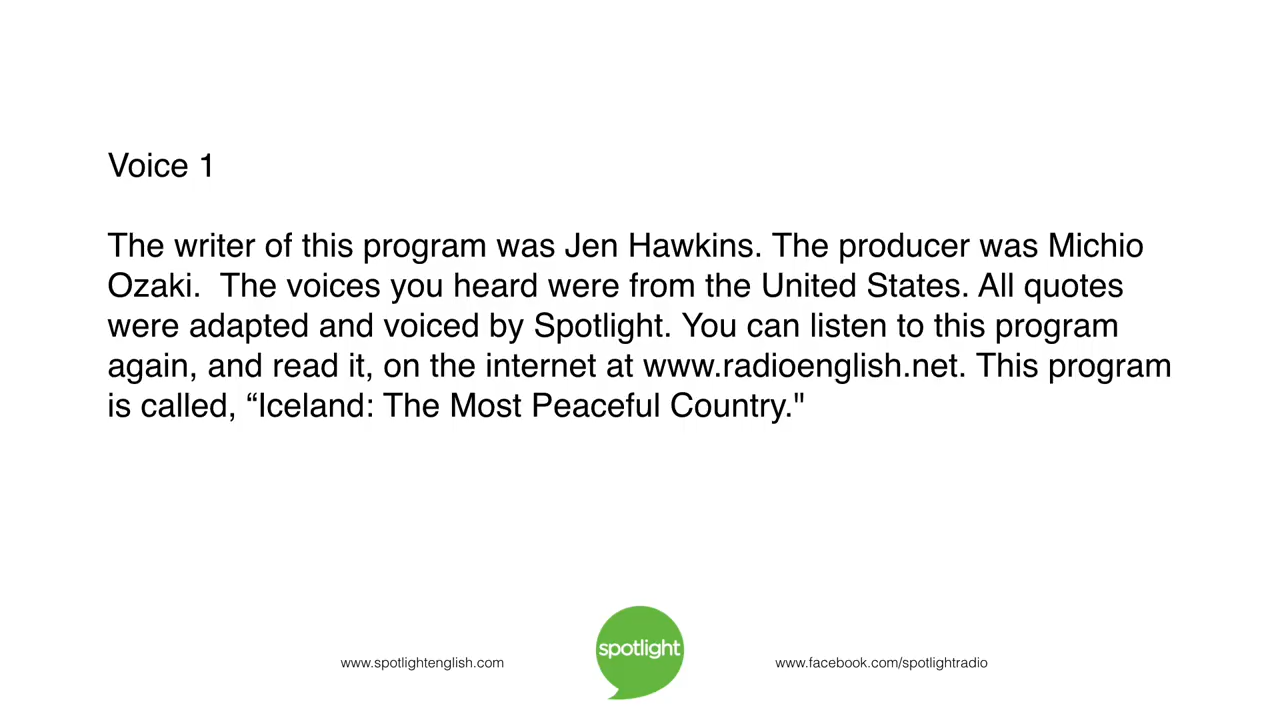 Voice 1
The writer of this program was Jen Hawkins. The producer was Michio
Ozaki.  The voices you heard were from the United States. All quotes
were adapted and voiced by Spotlight. You can listen to this program
again, and read it, on the internet at www.radioenglish.net. This program
is called, “Iceland: The Most Peaceful Country."
www.spotlightenglish.com
spotlight
www.facebook.com/spotlightradio